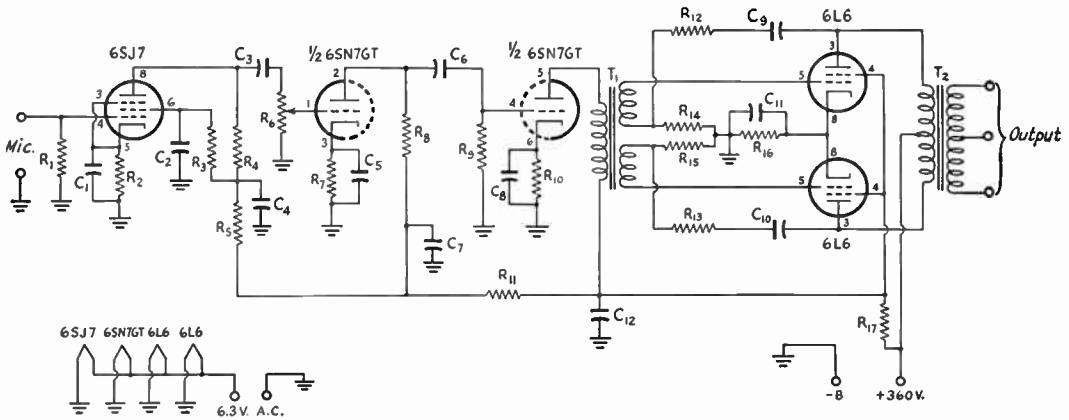 6SJ7
½ 6SN7GT
½ 6SN7GT
6L6
R12
C9
C3
C6
8
2
5
3
4
3
4
6
5
Mic.
R1
C1
R2
C2
R3
R4
R6
1
3
R7
C5
R8
4
R9
6
C8
R10
T1
5
8
R14
R15
C11
R16
8
5
4
3
R13
C10
6L6
T2
Output
C4
R5
C7
R11
C12
R17
6SJ7 6SN7GT 6L6 6L6
6.3V. A.C.
-B
+360V.